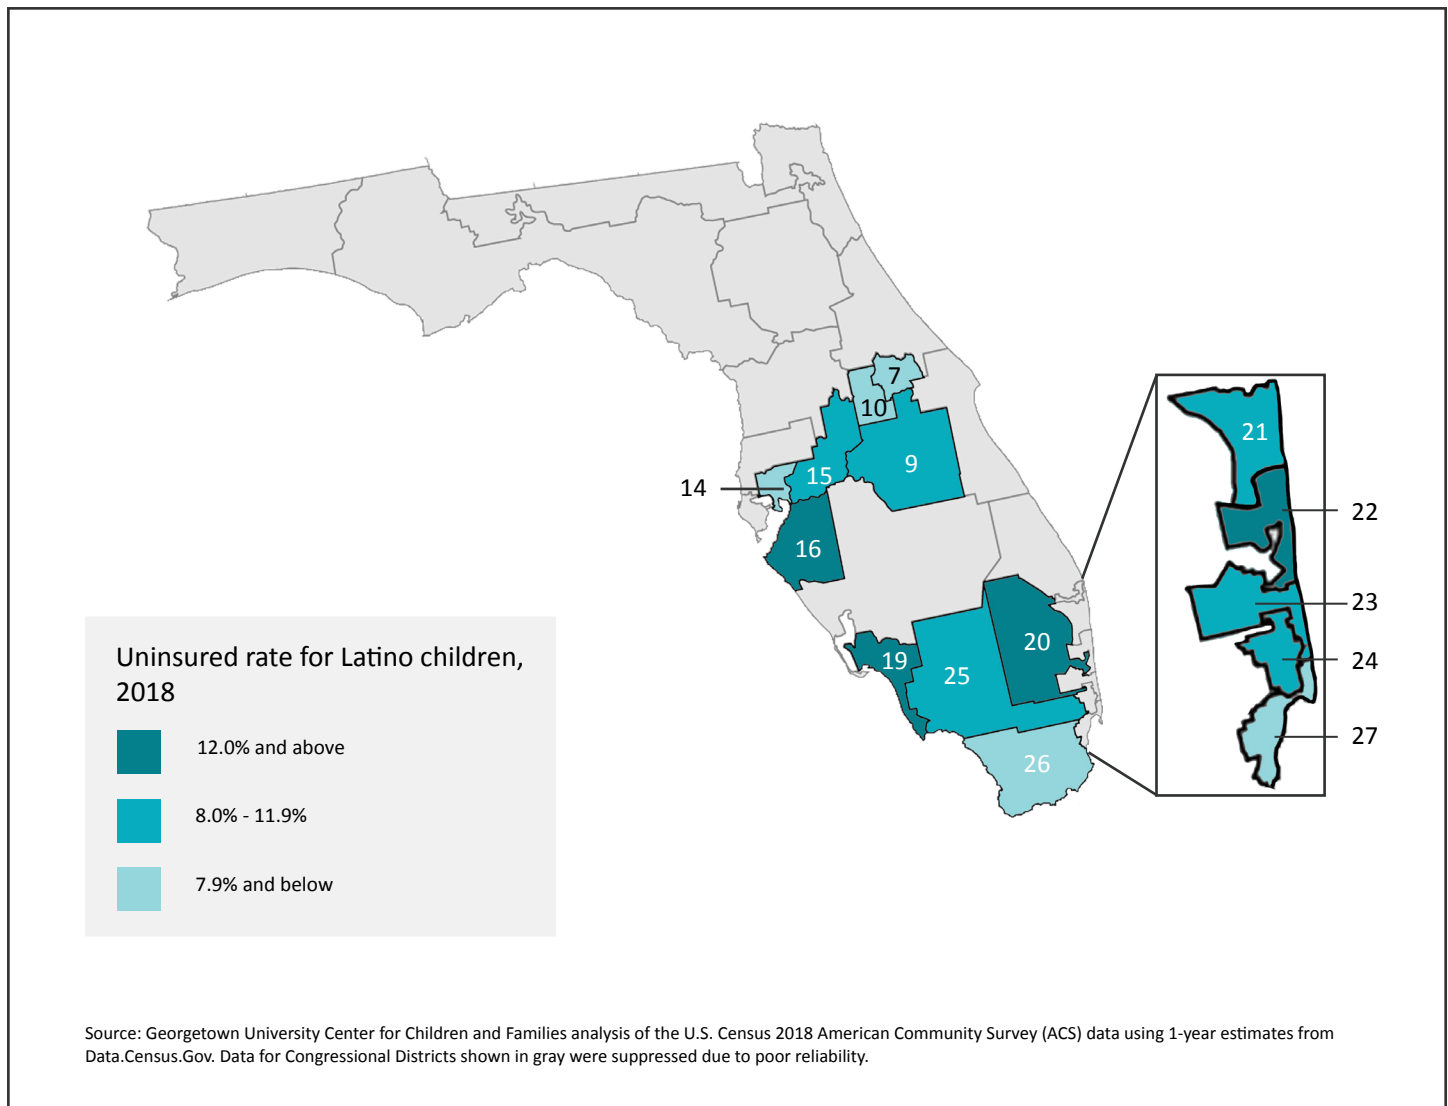 7
10
9
15
14
16
19
25
20
26
21
22
23
24
27
Uninsured rate for Latino children,
2018
12.0% and above
8.0% - 11.9%
7.9% and below
Source: Georgetown University Center for Children and Families analysis of the U.S. Census 2018 American Community Survey (ACS) data using 1-year estimates from
Data.Census.Gov. Data for Congressional Districts shown in gray were suppressed due to poor reliability.